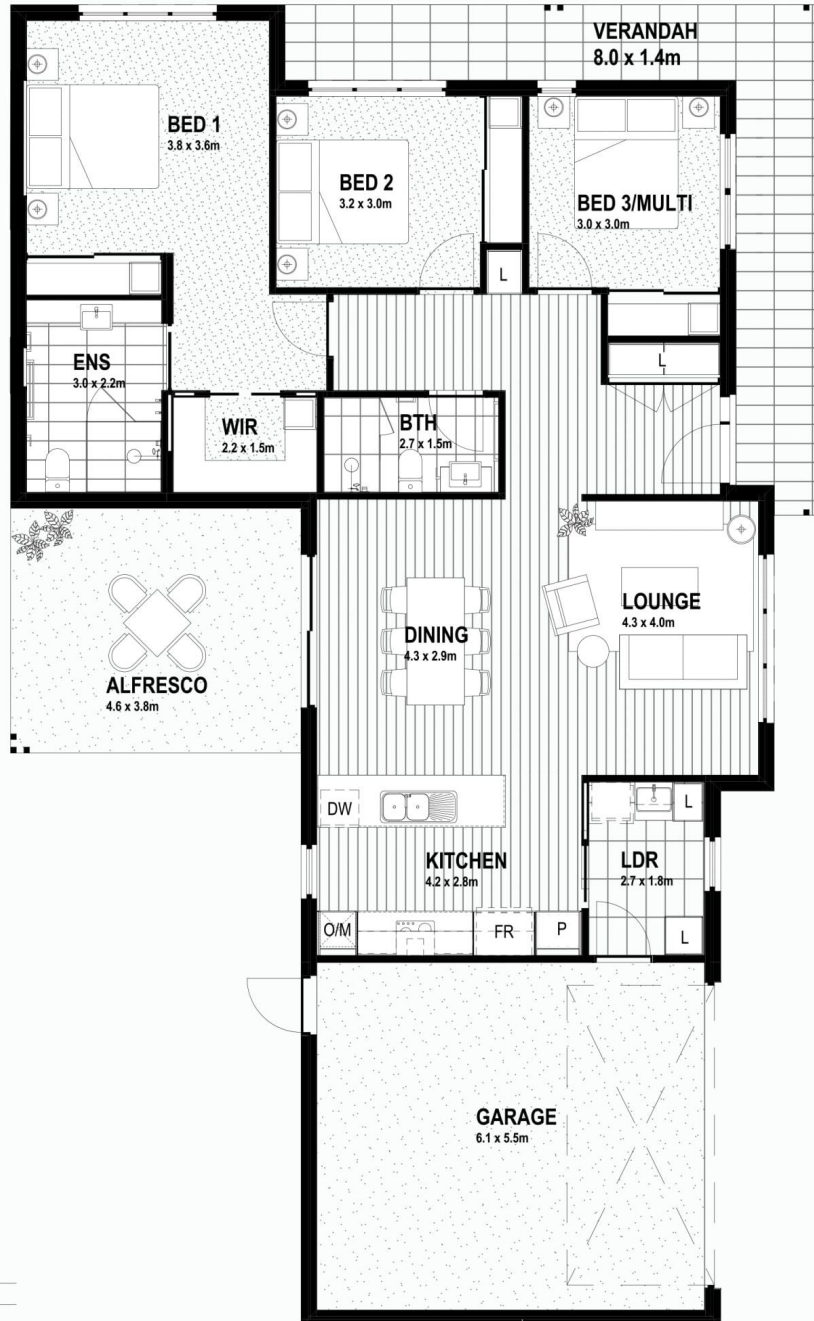 VERANDAH
8.0 x 1.4m
BED 1
3.8 x 3.6m
BED 2
3.2 x 3.0m
BED 3/MULTI
3.0 x 3.0m
L
L
ENS
3.0 x 2.2m
WIR
2.2 x 1.5m
BTH
2.7 x 1.5m
LOUNGE
4.3 x 4.0m
DINING
4.3 x 2.9m
ALFRESCO
4.6 x 3.8m
DW
L
KITCHEN
4.2 x 2.8m
LDR
2.7 x 1.8m
O/M
FR
P
L
GARAGE
6.1 x 5.5m